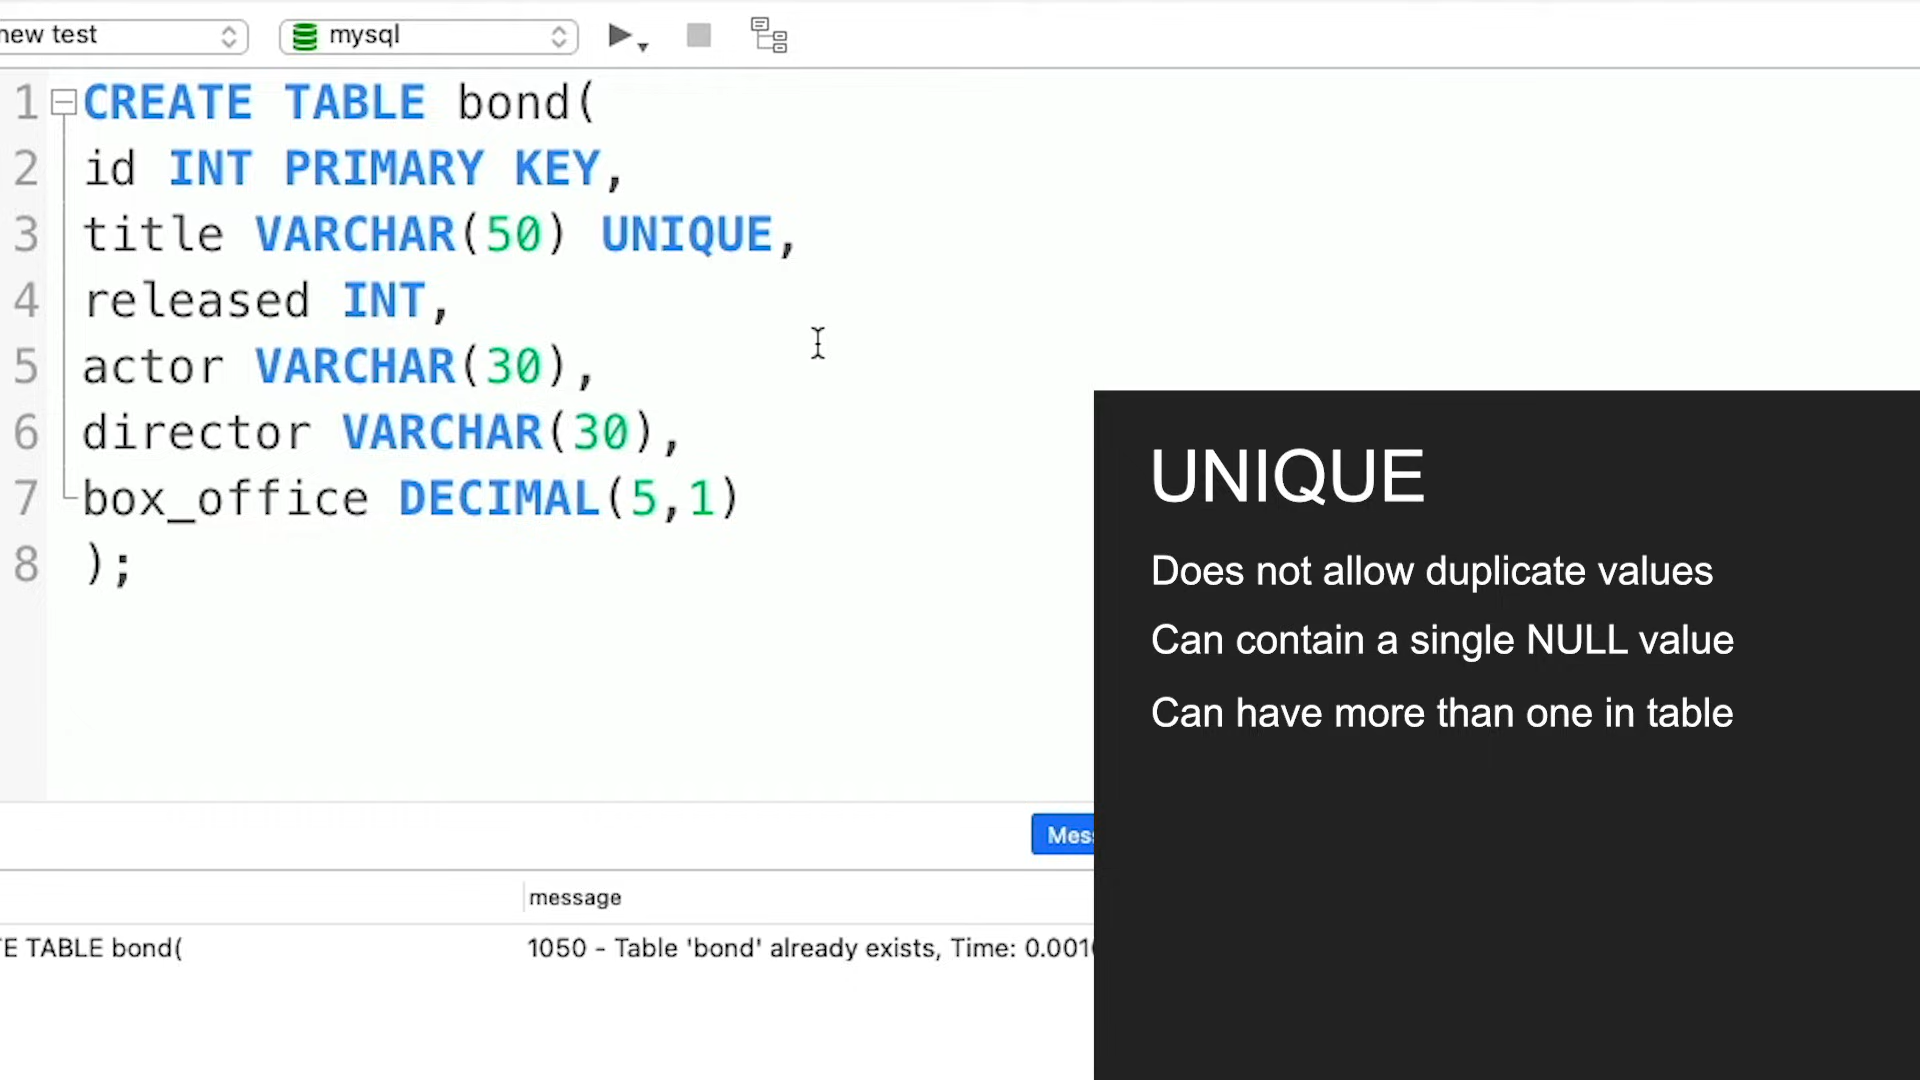 new test
mysql
1 CREATE TABLE bond(
2 id INT PRIMARY KEY,
3 title VARCHAR(50) UNIQUE,
4 released INT,
5 actor VARCHAR(30),
6 director VARCHAR(30),
7 box_office DECIMAL(5,1)
8 );
UNIQUE
Does not allow duplicate values
Can contain a single NULL value
Can have more than one in table
Mess
message
TE TABLE bond(
1050 - Table 'bond' already exists, Time: 0.001